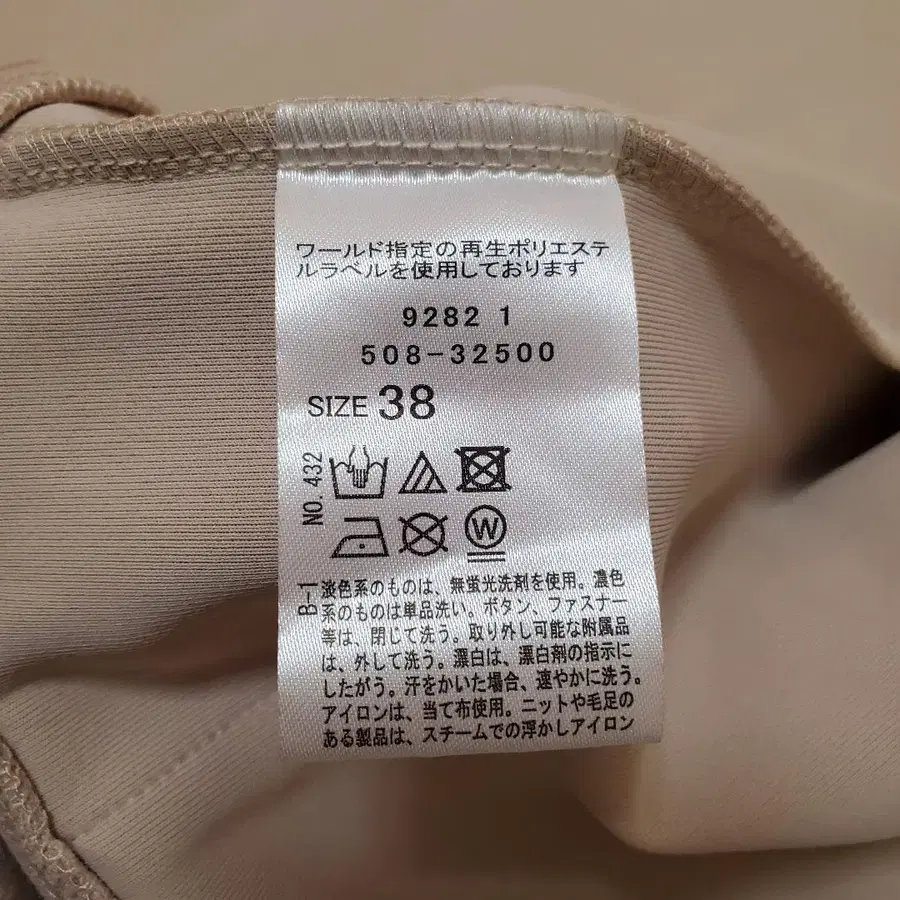 ワールド指定の再生ポリエステ
ルラベルを使用しております
9282 1
508-32500
SIZE 38
NO. 432
W
B-1
淡色系のものは、無蛍光洗剤を使用。濃色
系のものは単品洗い。ボタン、ファスナー
等は、閉じて洗う。取り外し可能な附属品
は、外して洗う。漂白は、漂白剤の指示に
したがう。汗をかいた場合、速やかに洗う。
アイロンは、当て布使用。ニットや毛足の
ある製品は、スチームでの浮かしアイロン